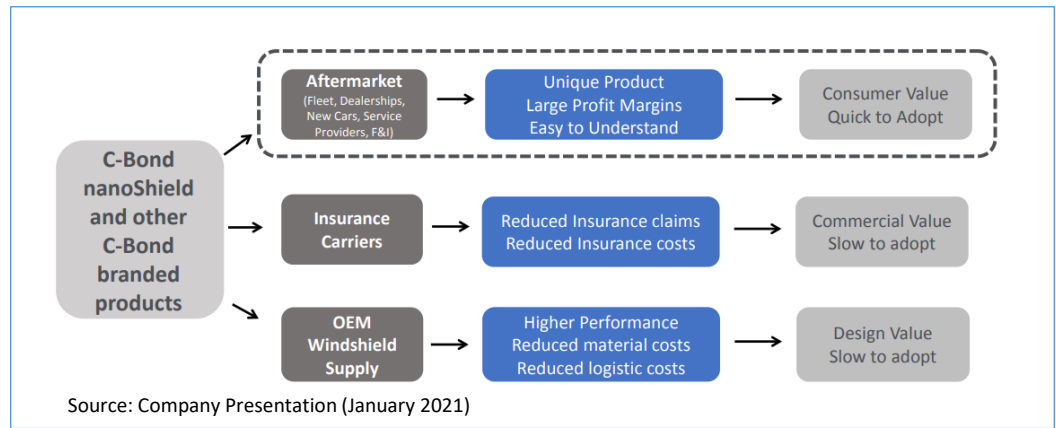 C-Bond
nanoShield
and other
C-Bond
branded
products
Aftermarket
(Fleet, Dealerships,
New Cars, Service
Providers, F&I)
Unique Product
Large Profit Margins
Easy to Understand
Consumer Value
Quick to Adopt
Insurance
Carriers
Reduced Insurance claims
Reduced Insurance costs
Commercial Value
Slow to adopt
OEM
Windshield
Supply
Higher Performance
Reduced material costs
Reduced logistic costs
Design Value
Slow to adopt
Source: Company Presentation (January 2021)